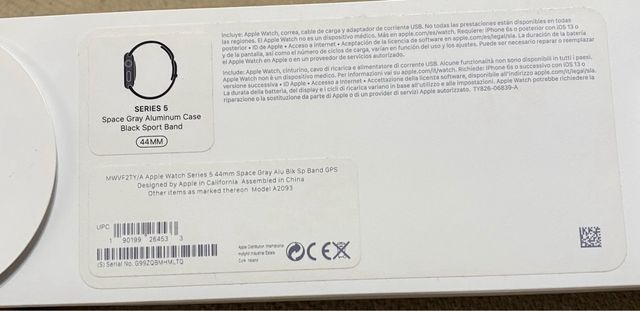 SERIES 5
Space Gray Aluminum Case
Black Sport Band
44MM
Incluye: Apple Watch, correa, cable de carga y adaptador de corriente USB. No todas las prestaciones están disponibles en todas
las regiones. El Apple Watch no es un dispositivo médico. Más en apple.com/es/watch. Requiere: iPhone 6s o posterior con iOS 13 o
posterior • ID de Apple • Acceso a Internet • Aceptación de la licencia de software en apple.com/es/legal/sla. La duración de la batería
y de la pantalla, así como el número de ciclos de carga, varían en función del uso y los ajustes. Puede ser necesario reparar o reemplazar
el Apple Watch en Apple o en un proveedor de servicios autorizado.
Include: Apple Watch, cinturino, cavo di ricarica e alimentatore di corrente USB. Alcune funzionalità non sono disponibili in tutti i paesi.
Apple Watch non è un dispositivo medico. Per informazioni vai su apple.com/it/watch. Richiede: iPhone 6s o successivo con iOS 13 o
versione successiva • ID Apple • Accesso a Internet • Accettazione della licenza software, disponibile all'indirizzo apple.com/it/legal/sla.
La durata della batteria, del display e i cicli di ricarica variano in base all'utilizzo e alle impostazioni. Apple Watch potrebbe richiedere la
riparazione o la sostituzione da parte di Apple o di un provider di servizi Apple autorizzato. TY826-06839-A
MWVF2TY/A Apple Watch Series 5 44mm Space Gray Alu Blk Sp Band GPS
Designed by Apple in California Assembled in China
Other items as marked thereon Model A2093
UPC
1 90199 26453 3
(S) Serial No. G99ZQBMHMLTQ
Apple Distribution International
Hollyhill Industrial Estate
Cork Ireland
CE